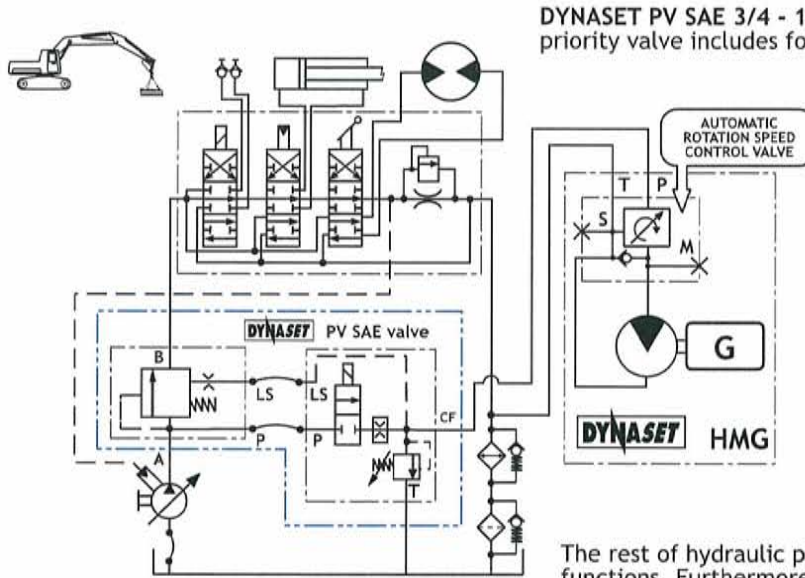 DYNASET PV SAE 3/4 - 1
priority valve includes fo
AUTOMATIC
ROTATION SPEED
CONTROL VALVE
T P
S
M
G
DYNASET HMG
DYNASET PV SAE valve
B
LS LS
P P
CF
T
A
The rest of hydraulic p
functions. Furthermore